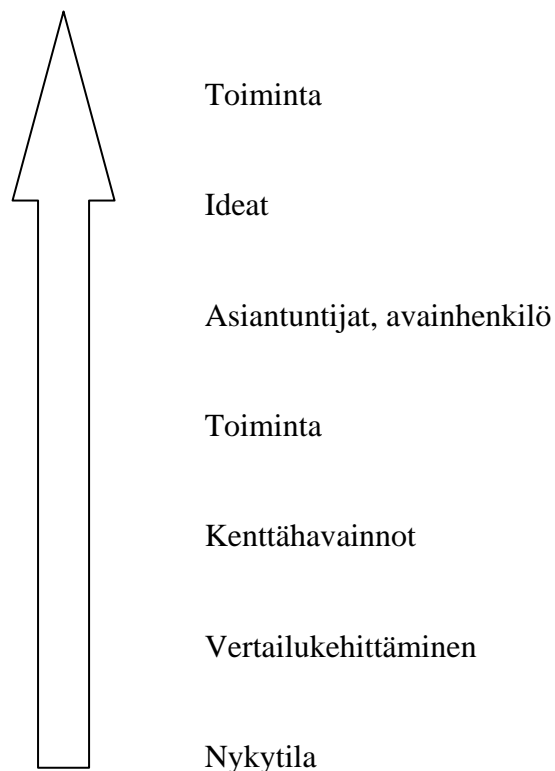 Toiminta
Ideat
Asiantuntijat, avainhenkilö
Toiminta
Kenttähavainnot
Vertailukehittäminen
Nykytila